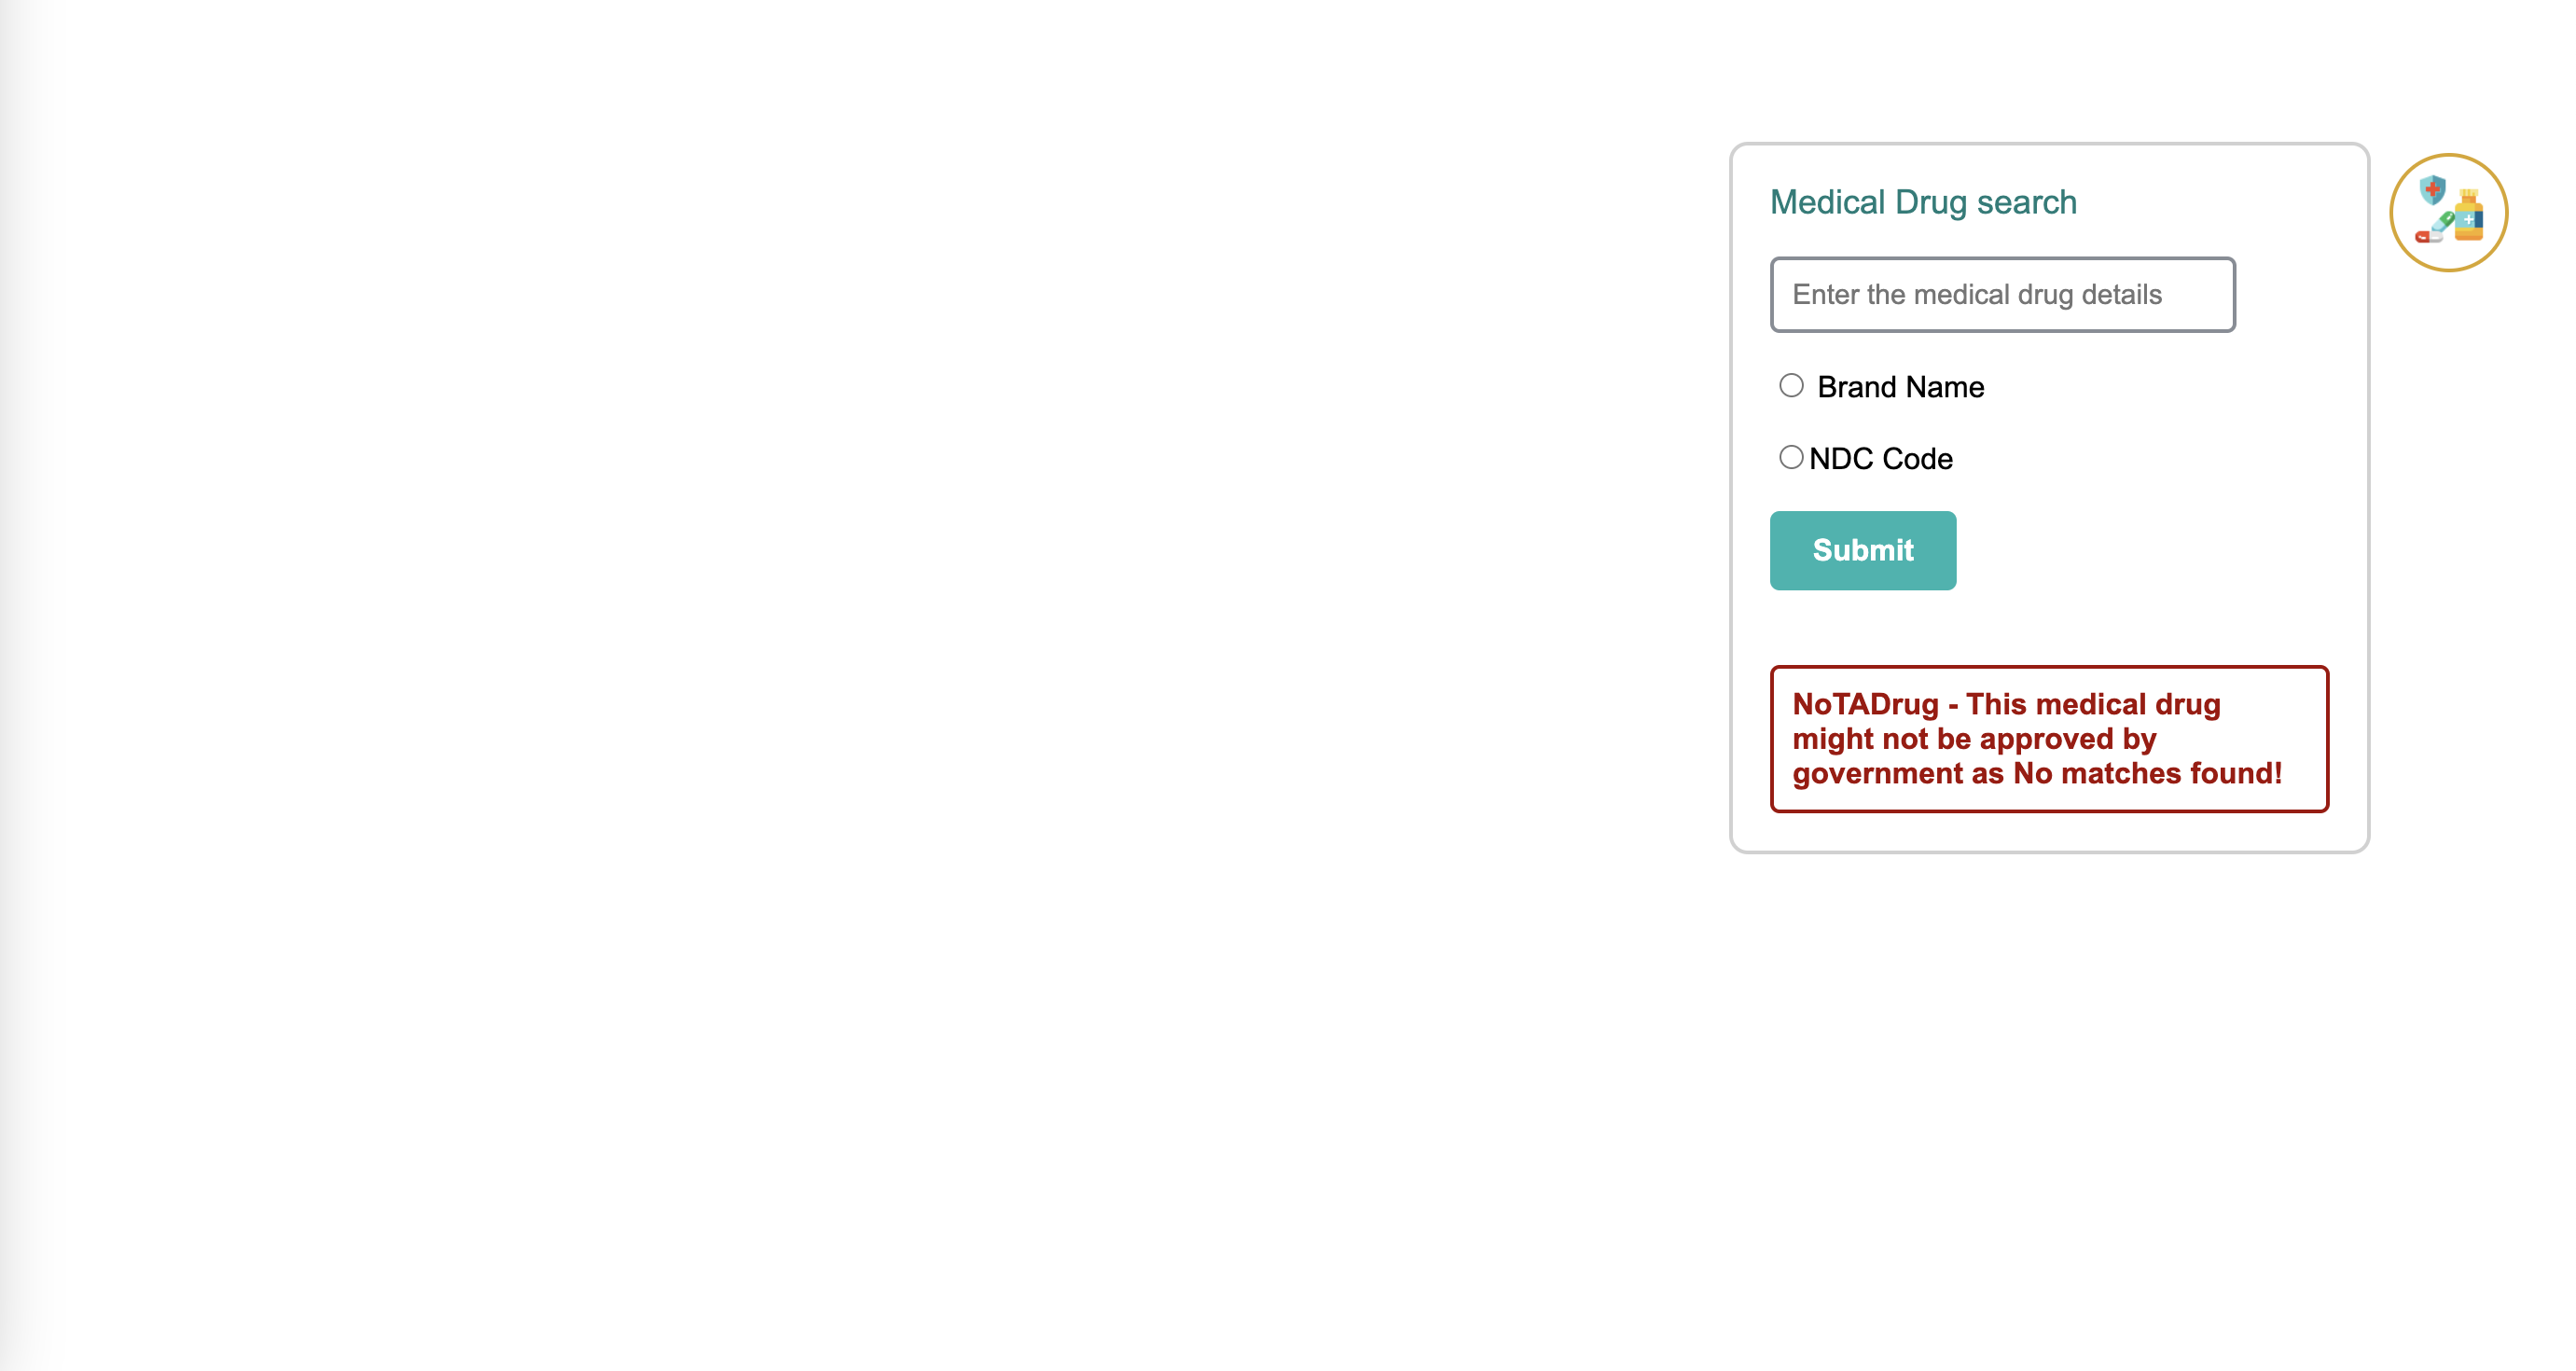 Medical Drug search
Enter the medical drug details
Brand Name
NDC Code
Submit
NoTADrug - This medical drug
might not be approved by
government as No matches found!